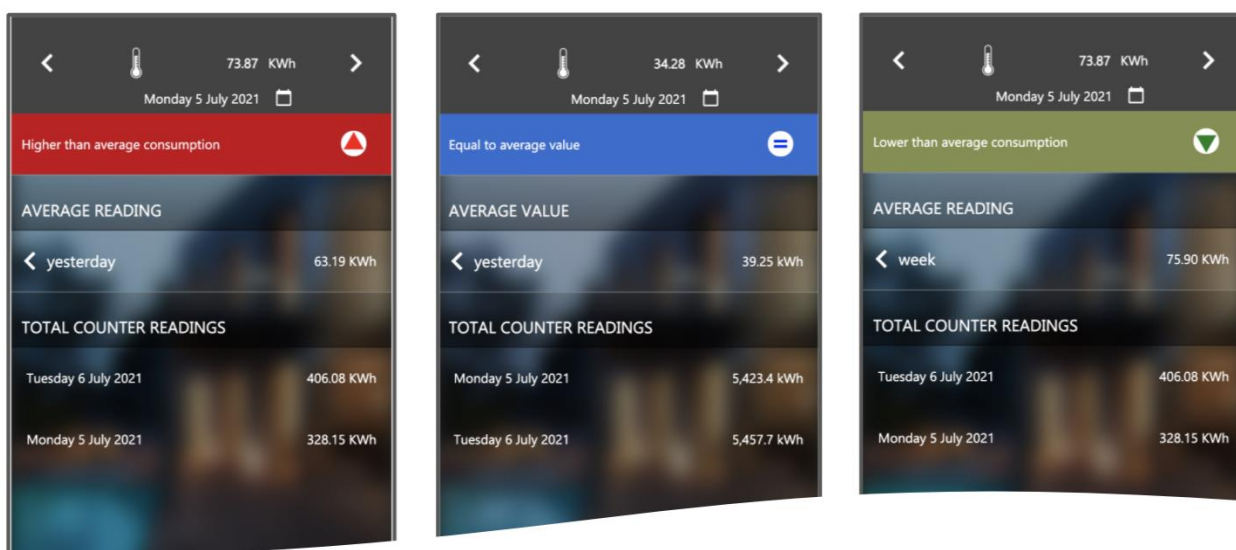 73.87 KWh
Monday 5 July 2021
Higher than average consumption
AVERAGE READING
yesterday 63.19 KWh
TOTAL COUNTER READINGS
Tuesday 6 July 2021 406.08 KWh
Monday 5 July 2021 328.15 KWh
34.28 KWh
Monday 5 July 2021
Equal to average value
AVERAGE VALUE
yesterday 39.25 kWh
TOTAL COUNTER READINGS
Monday 5 July 2021 5,423.4 kWh
Tuesday 6 July 2021 5,457.7 kWh
73.87 KWh
Monday 5 July 2021
Lower than average consumption
AVERAGE READING
week 75.90 KWh
TOTAL COUNTER READINGS
Tuesday 6 July 2021 406.08 KWh
Monday 5 July 2021 328.15 KWh